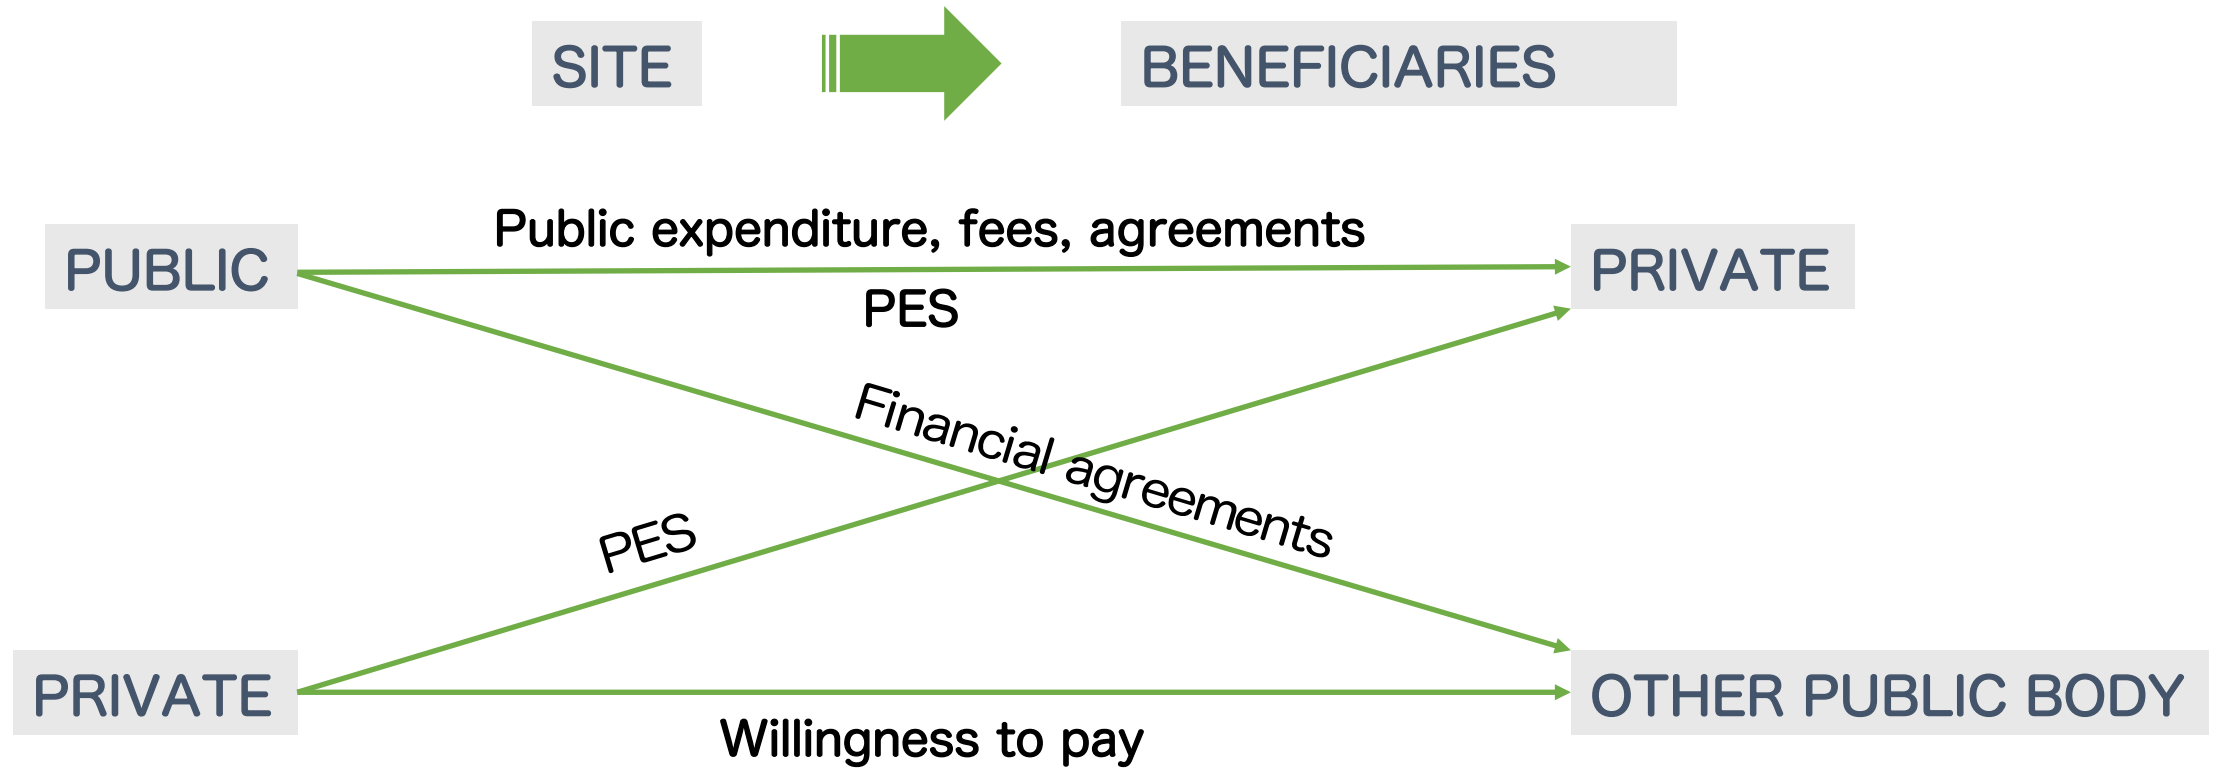 SITE
BENEFICIARIES
Public expenditure, fees, agreements
PUBLIC
PRIVATE
PES
Financial agreements
PES
PRIVATE
OTHER PUBLIC BODY
Willingness to pay